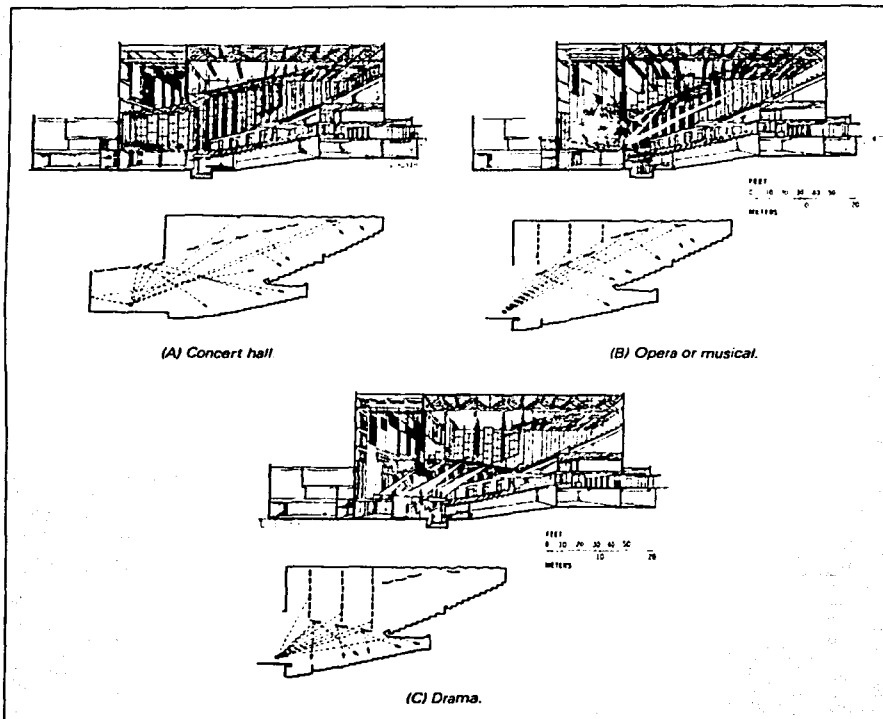 FEET
METERS
(A) Concert hall
(B) Opera or musical.
FEET
0 10 20 30 40 50
METERS 10 20
(C) Drama.